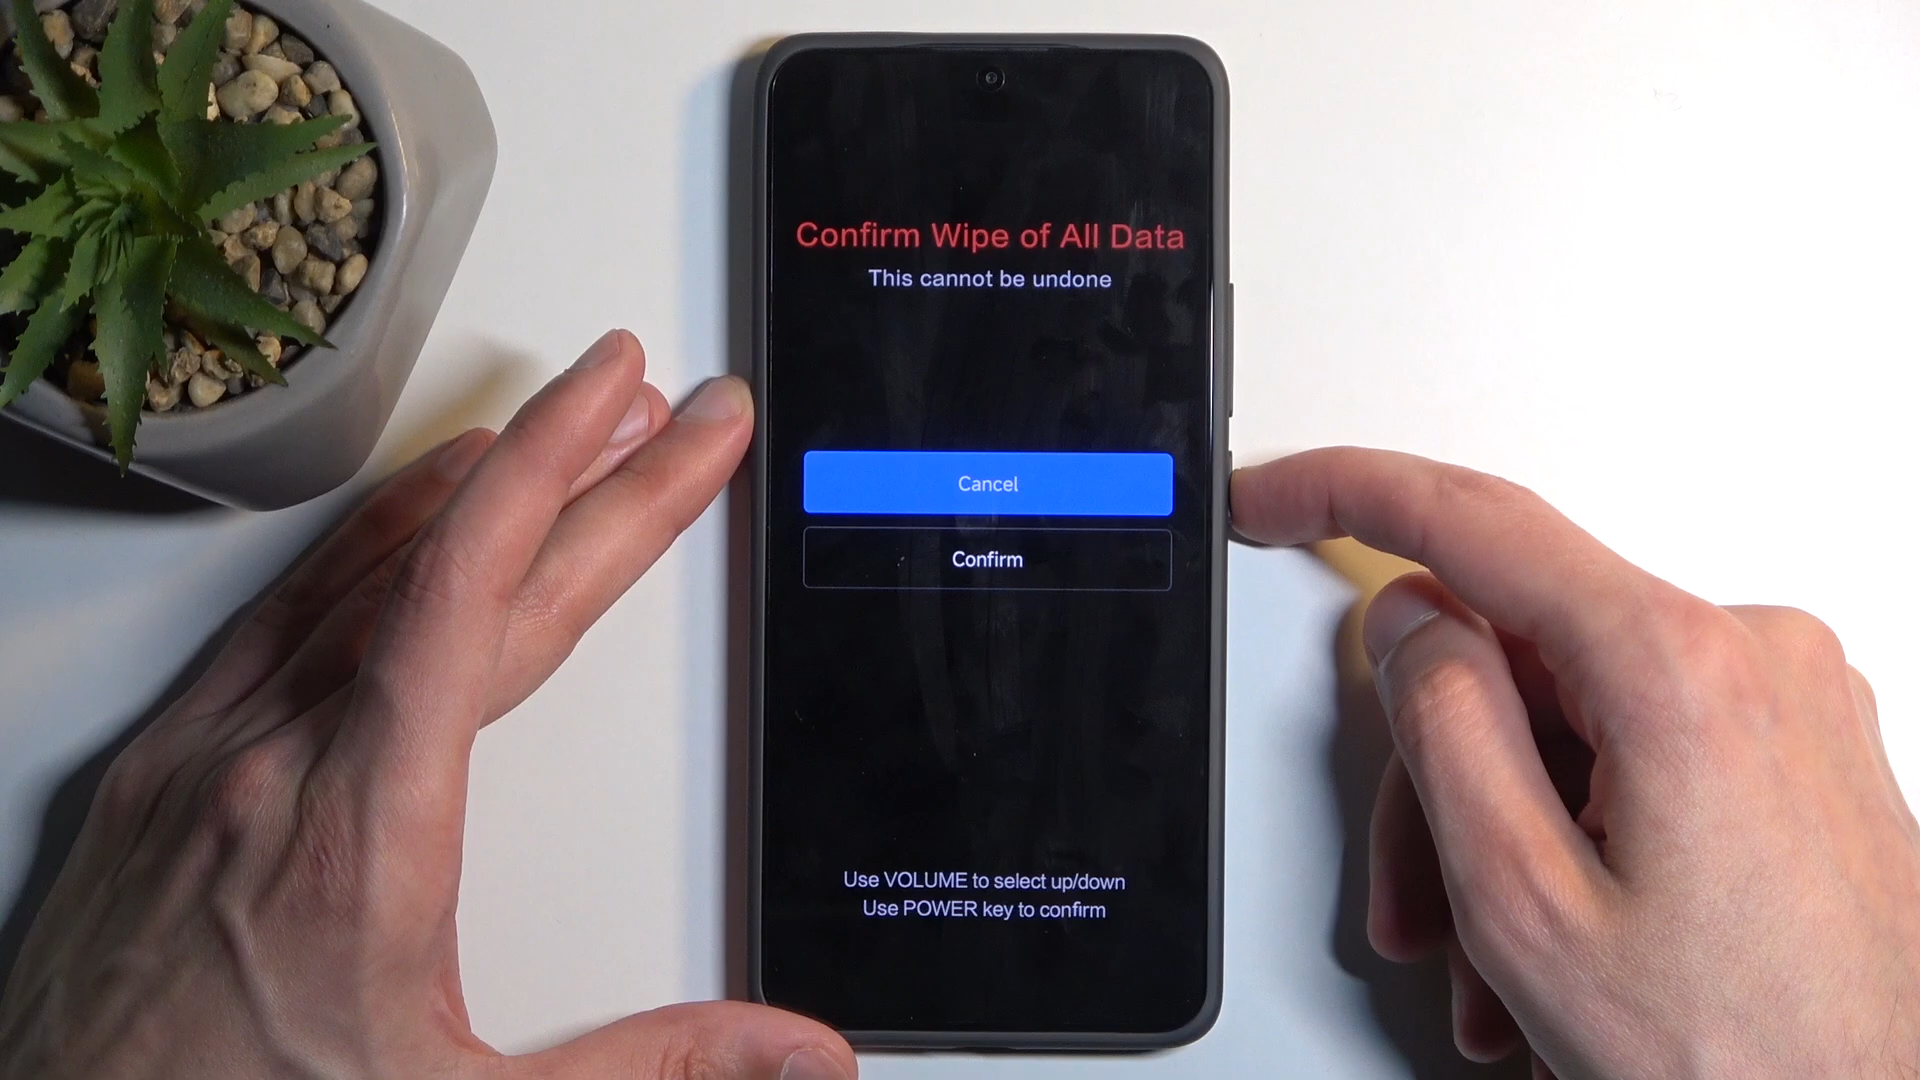 Confirm Wipe of All Data
This cannot be undone
Cancel
Confirm
Use VOLUME to select up/down
Use POWER key to confirm